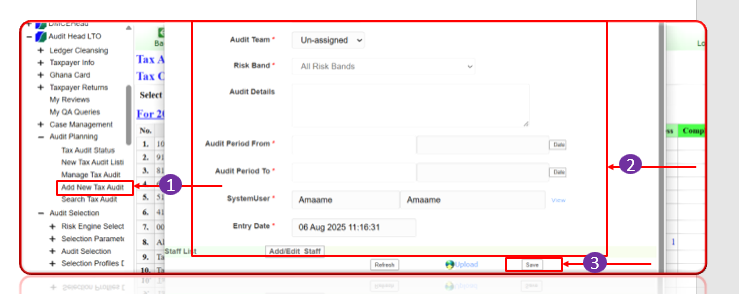 DMCEHead
Audit Head LTO
Ledger Cleansing
Taxpayer Info
Ghana Card
Taxpayer Returns
My Reviews
My QA Queries
Case Management
Audit Planning
Tax Audit Status
New Tax Audit Listi
Manage Tax Audit
Add New Tax Audit
Search Tax Audit
Audit Selection
Risk Engine Select
Selection Paramete
Audit Selection
Selection Profiles D
Ba
Tax A
Tax C
Select
For 20
No.
1. 10
2. 91
3. 81
4.
5. 51
6. 41
7. 00
8. Al
9. Ta
10.
Audit Team * Un-assigned
Risk Band * All Risk Bands
Audit Details
Audit Period From * Date
Audit Period To * Date
SystemUser * Amaame Amaame View
Entry Date * 06 Aug 2025 11:16:31
Staff List Add/Edit Staff
Refresh Upload Save
Lo
ss Comp
1
1
2
3